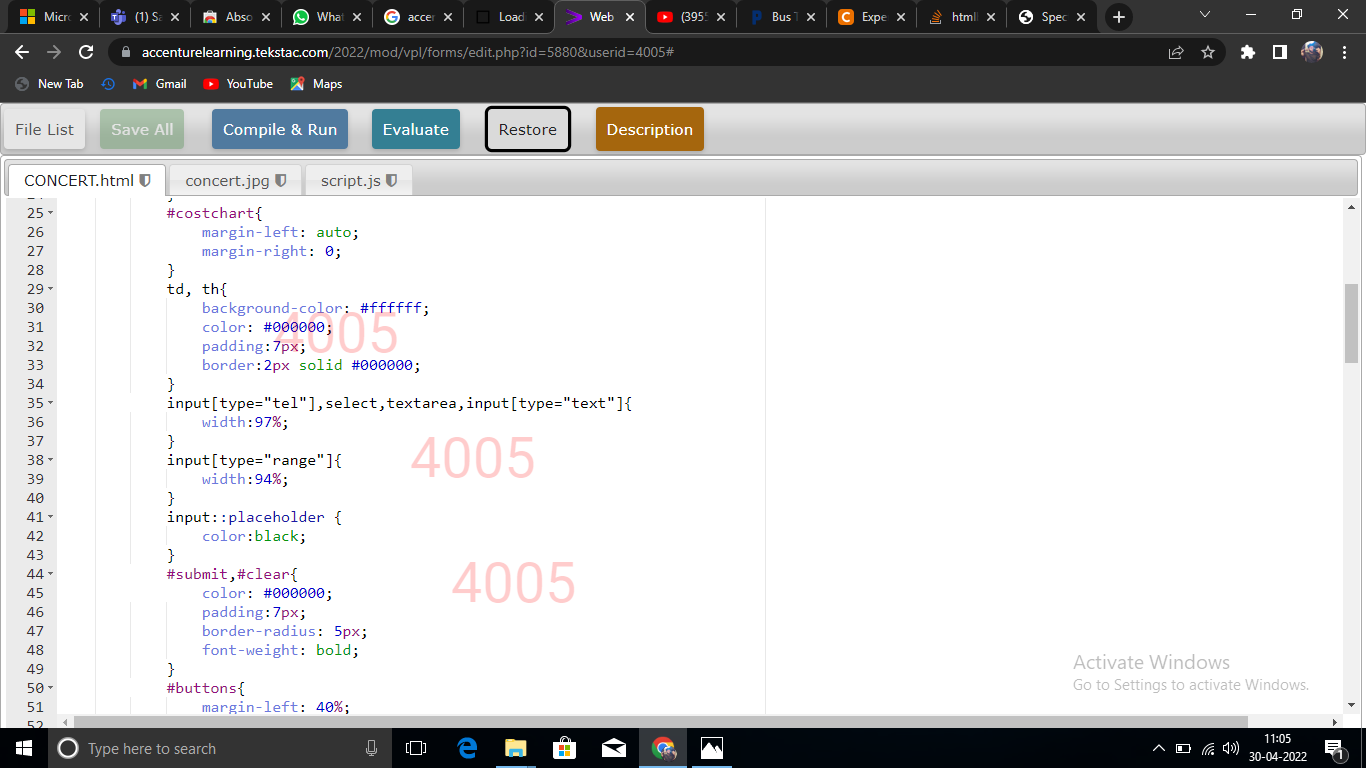 Micr
(1) Sa
Abso
What
accer
Load
Web
(395
Bus T
Expe
html
Spec
accenturelearning.tekstac.com/2022/mod/vpl/forms/edit.php?id=5880&userid=4005#
New Tab
Gmail
YouTube
Maps
File List
Save All
Compile & Run
Evaluate
Restore
Description
CONCERT.html
concert.jpg
script.js
25 #costchart{
26 margin-left: auto;
27 margin-right: 0;
28 }
29 td, th{
30 background-color: #ffffff;
31 color: #000000;
32 padding:7px;
33 border:2px solid #000000;
34 }
35 input[type="tel"],select,textarea,input[type="text"]{
36 width:97%;
37 }
38 input[type="range"]{
39 width:94%;
40 }
41 input::placeholder {
42 color:black;
43 }
44 #submit,#clear{
45 color: #000000;
46 padding:7px;
47 border-radius: 5px;
48 font-weight: bold;
49 }
50 #buttons{
51 margin-left: 40%;
52
4005
4005
4005
Activate Windows
Go to Settings to activate Windows.
Type here to search
11:05
30-04-2022
1